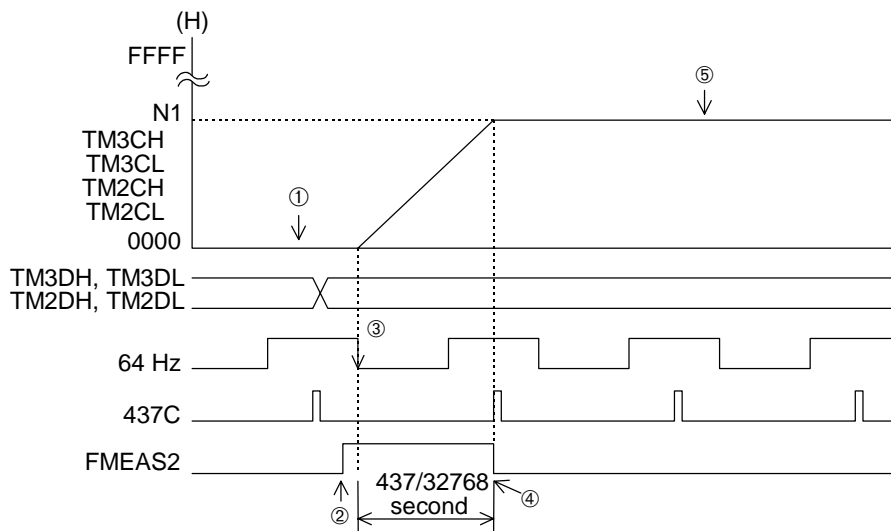 (H)
FFFF
N1
TM3CH
TM3CL
TM2CH
TM2CL
0000
①
⑤
TM3DH, TM3DL
TM2DH, TM2DL
③
64 Hz
437C
FMEAS2
437/32768
second
②
④